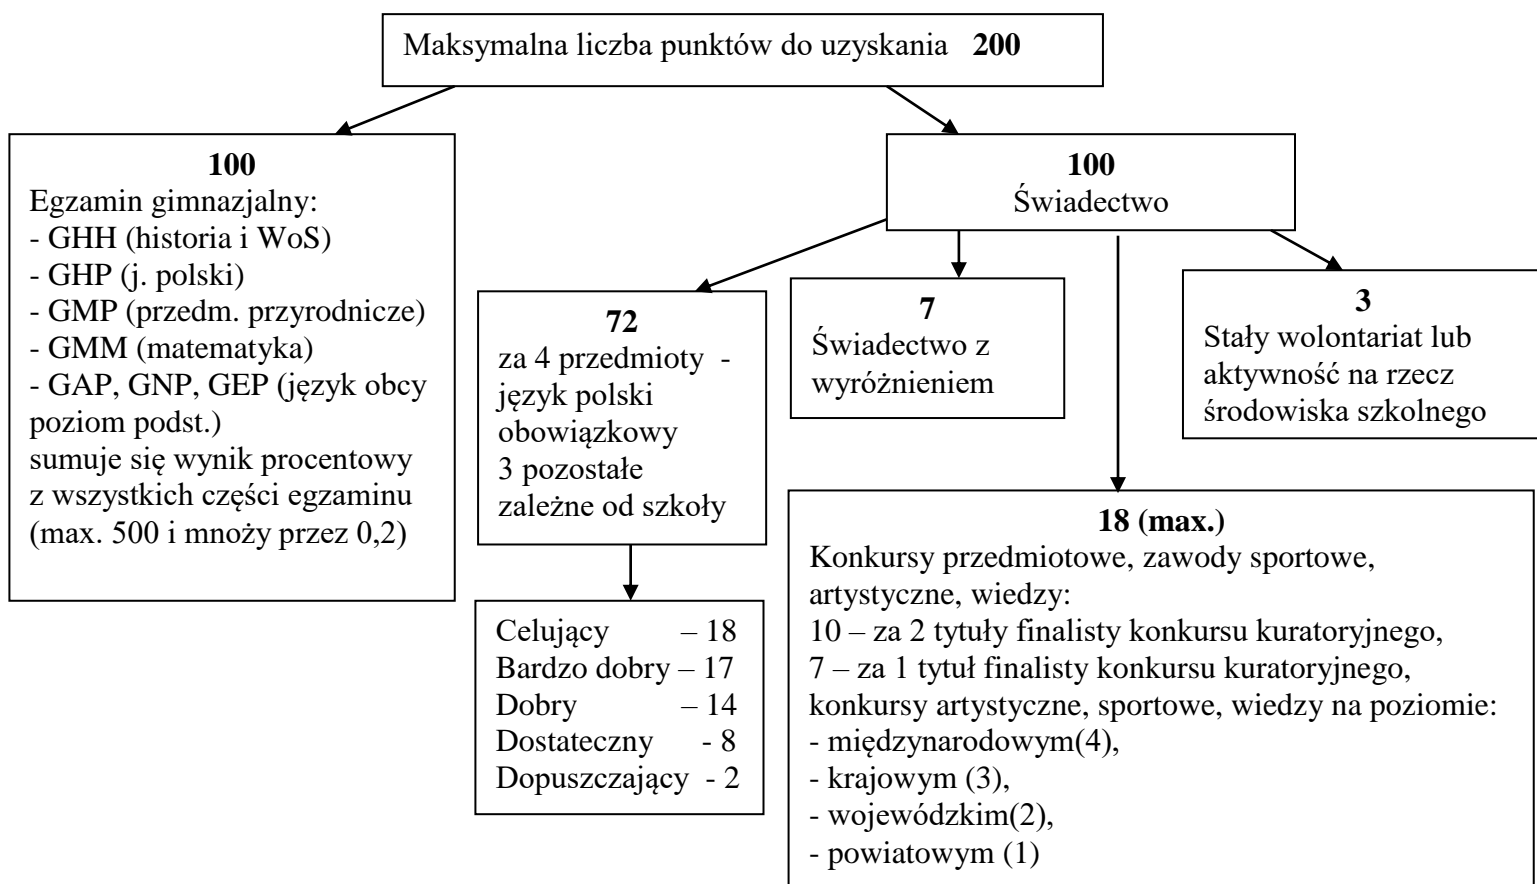 Maksymalna liczba punktów do uzyskania 200
100
Egzamin gimnazjalny:
- GHH (historia i WoS)
- GHP (j. polski)
- GMP (przedm. przyrodnicze)
- GMM (matematyka)
- GAP, GNP, GEP (język obcy
poziom podst.)
sumuje się wynik procentowy
z wszystkich części egzaminu
(max. 500 i mnoży przez 0,2)
100
Świadectwo
72
za 4 przedmioty -
język polski
obowiązkowy
3 pozostałe
zależne od szkoły
7
Świadectwo z
wyróżnieniem
3
Stały wolontariat lub
aktywność na rzecz
środowiska szkolnego
Celujący – 18
Bardzo dobry – 17
Dobry – 14
Dostateczny - 8
Dopuszczający - 2
18 (max.)
Konkursy przedmiotowe, zawody sportowe,
artystyczne, wiedzy:
10 – za 2 tytuły finalisty konkursu kuratoryjnego,
7 – za 1 tytuł finalisty konkursu kuratoryjnego,
konkursy artystyczne, sportowe, wiedzy na poziomie:
- międzynarodowym(4),
- krajowym (3),
- wojewódzkim(2),
- powiatowym (1)